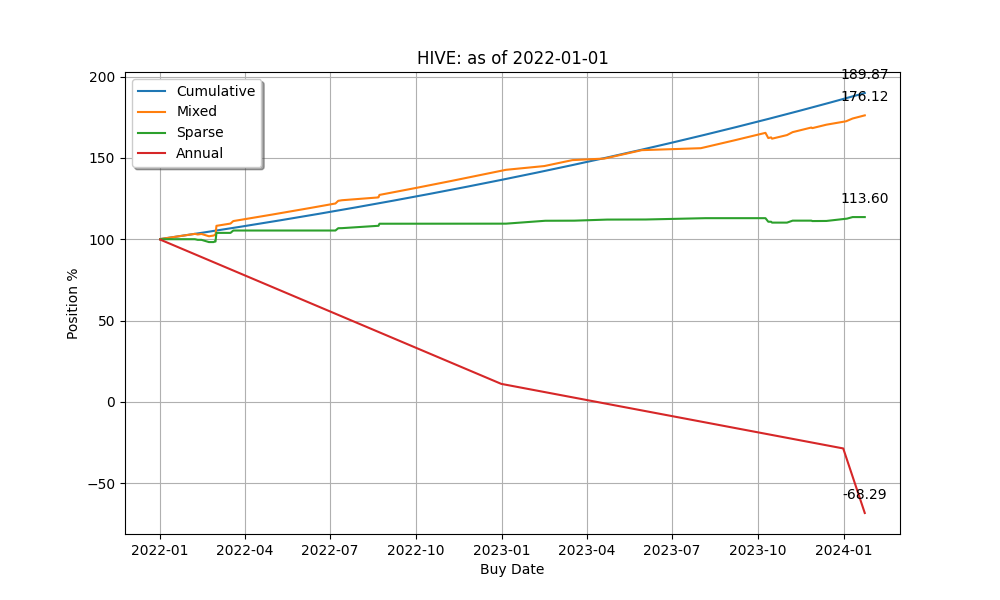 HIVE: as of 2022-01-01
189.87
176.12
113.60
-68.29
Cumulative
Mixed
Sparse
Annual
200
150
100
50
0
−50
Position %
2022-01 2022-04 2022-07 2022-10 2023-01 2023-04 2023-07 2023-10 2024-01
Buy Date